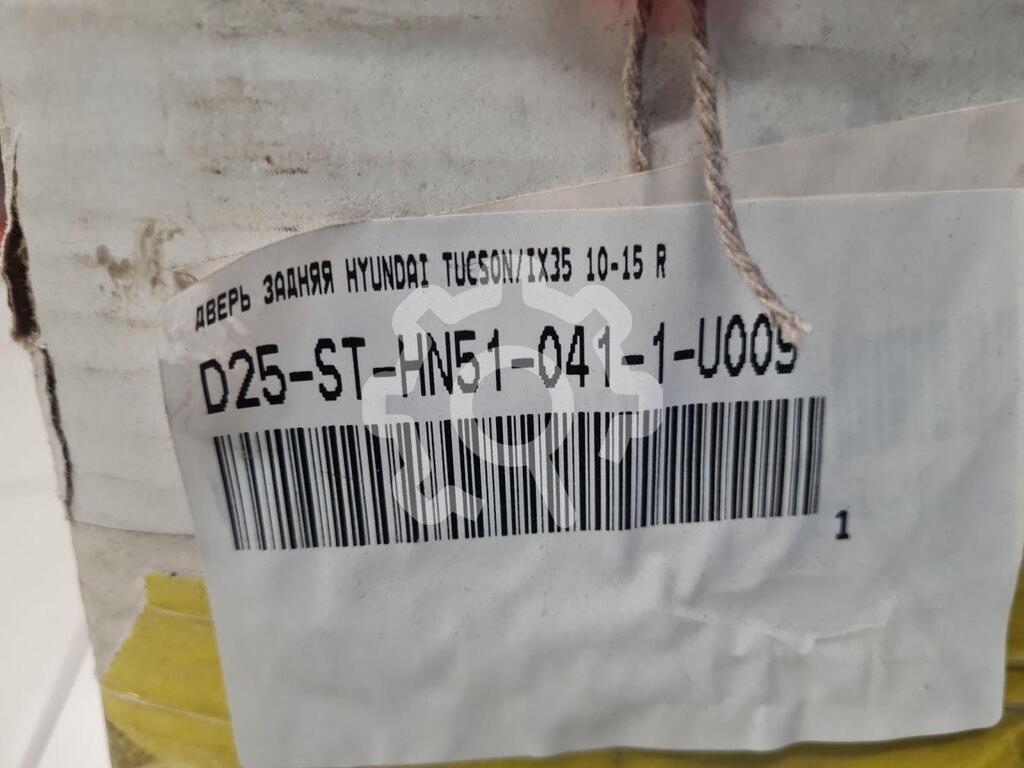 ДВЕРЬ ЗАДНЯЯ HYUNDAI TUCSON/IX35 10-15 R
D25-ST-HN51-041-1-U009
1